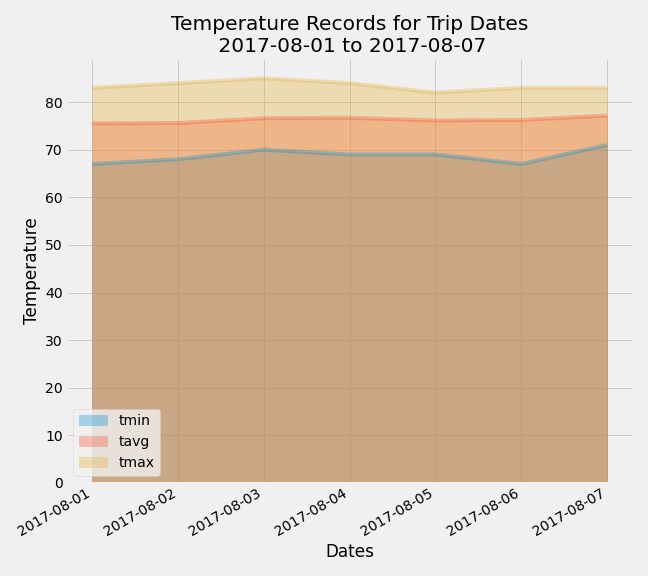 Temperature Records for Trip Dates
2017-08-01 to 2017-08-07
Temperature
80
70
60
50
40
30
20
10
0
tmin
tavg
tmax
2017-08-01
2017-08-02
2017-08-03
2017-08-04
2017-08-05
2017-08-06
2017-08-07
Dates